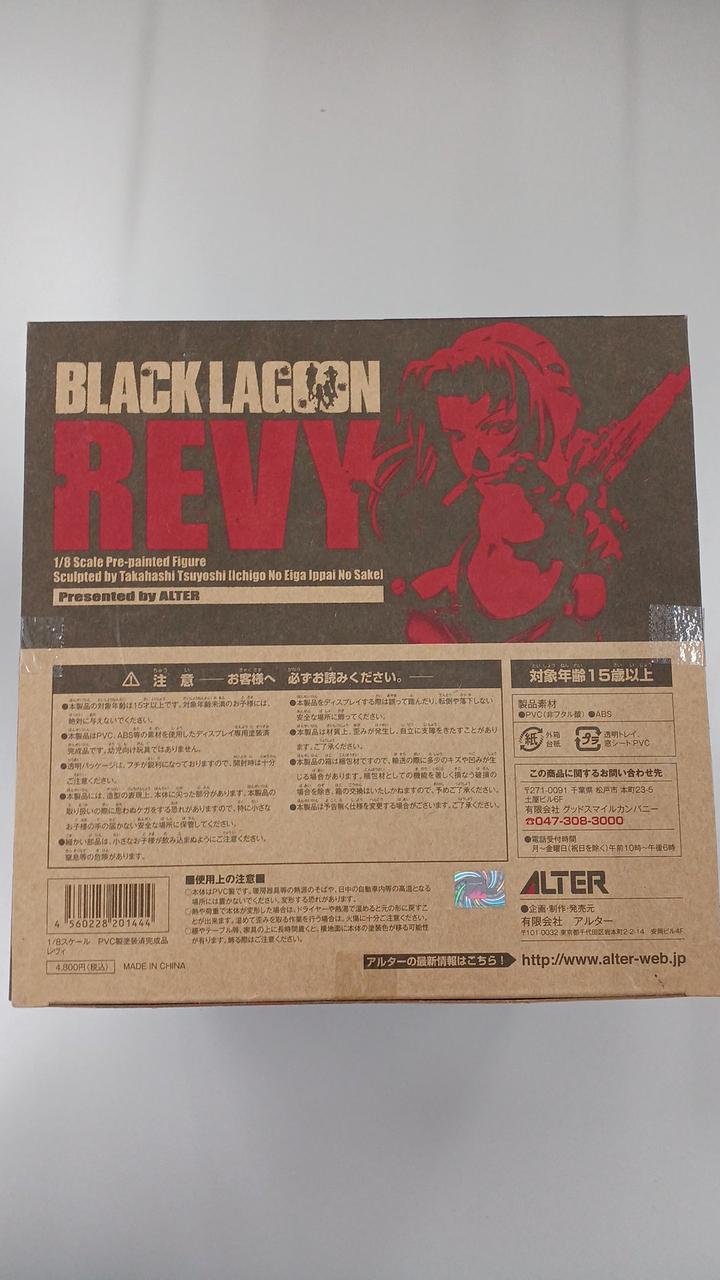 BLACK LAGOON
REVY
1/8 Scale Pre-painted Figure
Sculpted by Takahashi Tsuyoshi [Ichigo No Eiga Ippai No Sake]
Presented by ALTER
⚠ 注 意 ― お客様へ 必ずお読みください。
●本製品の対象年齢は15才以上です。対象年齢未満のお子様には、
絶対に与えないでください。
●本製品はPVC、ABS等の素材を使用したディスプレイ専用塗装済
完成品です。幼児向け玩具ではありません。
●透明パッケージは、フチが鋭利になっておりますので、開封時は十分
ご注意ください。
●本製品には、造型の表現上、本体に尖った部分があります。本製品の
取り扱いの際に思わぬケガをする恐れがありますので、特に小さな
お子様の手の届かない安全な場所に保管してください。
●細かい部品は、小さなお子様が飲み込まぬようにご注意ください。
窒息等の危険があります。
●本製品をディスプレイする際は誤って踏んだり、転倒や落下しない
安全な場所に飾ってください。
●本製品は材質上、歪みが発生し、自立に支障をきたすことがあり
ます。ご了承ください。
●本製品の箱は梱包材ですので、輸送の際に多少のキズや凹みが生
じる場合があります。梱包材としての機能を著しく損なう破損の
場合を除き、箱の交換はいたしかねますので、予めご了承ください。
●本製品は予告無く仕様を変更する場合がございます。ご了承ください。
対象年齢15歳以上
製品素材
●PVC(非フタル酸) ●ABS
紙 外箱
台紙
プラ 透明トレイ、
窓シート:PVC
この商品に関するお問い合わせ先
〒271-0091 千葉県 松戸市 本町23-5
土屋ビル6F
有限会社 グッドスマイルカンパニー
☎047-308-3000
●電話受付時間
月～金曜日(祝日を除く)午前10時～午後6時
4 560228 201444
1/8スケール PVC製塗装済完成品
レヴィ
4,800円(税込) MADE IN CHINA
■使用上の注意■
○本体はPVC製です。暖房器具等の熱源のそばや、日中の自動車内等の高温となる
場所には置かないでください。変形する恐れがあります。
○熱や荷重で本体が変形した場合は、ドライヤーや熱湯で温めると元の形に戻すこ
とが出来ます。温めて歪みを取る作業を行う場合は、火傷に十分ご注意ください。
○棚やテーブル等、家具の上に長時間置くと、接地面に本体の塗装色が移る可能性
が有ります。飾る際はご注意ください。
ALTER
●企画・制作・発売元
有限会社 アルター
〒101-0032 東京都千代田区岩本町2-2-14 安岡ビル4F
アルターの最新情報はこちら! http://www.alter-web.jp